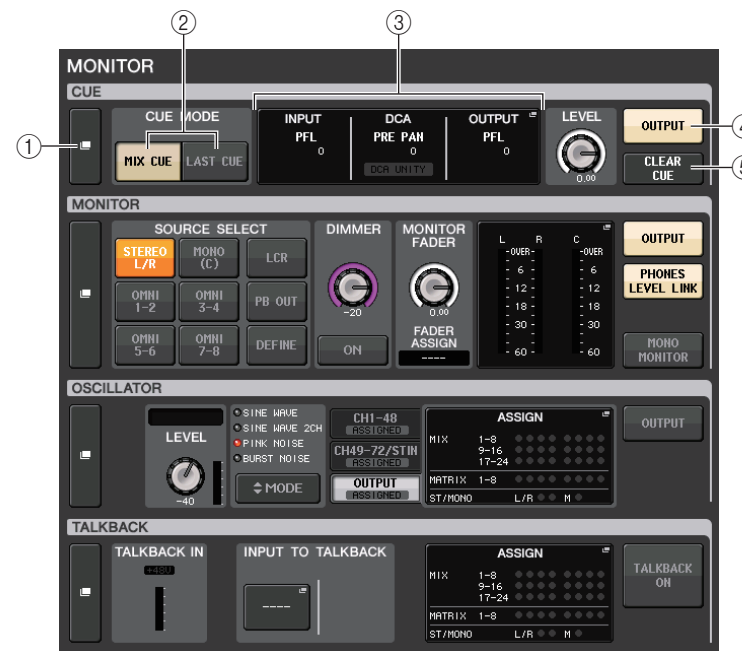 ② ③
MONITOR
CUE
①
CUE MODE
MIX CUE LAST CUE
INPUT
PFL
0
DCA
PRE PAN
0
DCA UNITY
OUTPUT
PFL
0
LEVEL
0.00
OUTPUT
④
CLEAR
CUE
⑤
MONITOR
SOURCE SELECT
STEREO
L/R
MONO
(C)
LCR
OMNI
1-2
OMNI
3-4
PB OUT
OMNI
5-6
OMNI
7-8
DEFINE
DIMMER
-20
ON
MONITOR
FADER
0.00
FADER
ASSIGN
----
L R C
-OVER- -OVER
- 6 - - 6
- 12 - - 12
- 18 - - 18
- 30 - - 30
- 60 - - 60
OUTPUT
PHONES
LEVEL LINK
MONO
MONITOR
OSCILLATOR
LEVEL
-40
SINE WAVE
SINE WAVE 2CH
PINK NOISE
BURST NOISE
MODE
CH1-48
ASSIGNED
CH49-72/STIN
ASSIGNED
OUTPUT
ASSIGNED
ASSIGN
MIX 1-8
9-16
17-24
MATRIX 1-8
ST/MONO L/R M
OUTPUT
TALKBACK
TALKBACK IN
+48V
INPUT TO TALKBACK
----
ASSIGN
MIX 1-8
9-16
17-24
MATRIX 1-8
ST/MONO L/R M
TALKBACK
ON